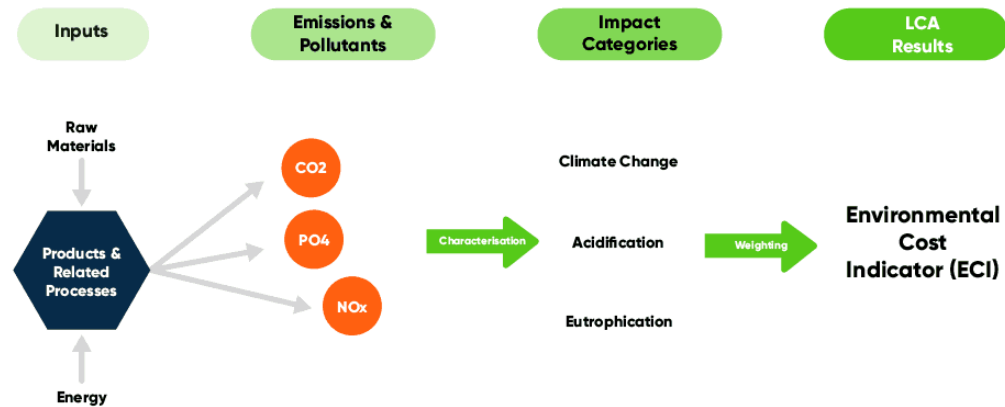 Inputs
Emissions &
Pollutants
Impact
Categories
LCA
Results
Raw
Materials
Products &
Related
Processes
Energy
CO2
PO4
NOx
Characterisation
Climate Change
Acidification
Eutrophication
Weighting
Environmental
Cost
Indicator (ECI)